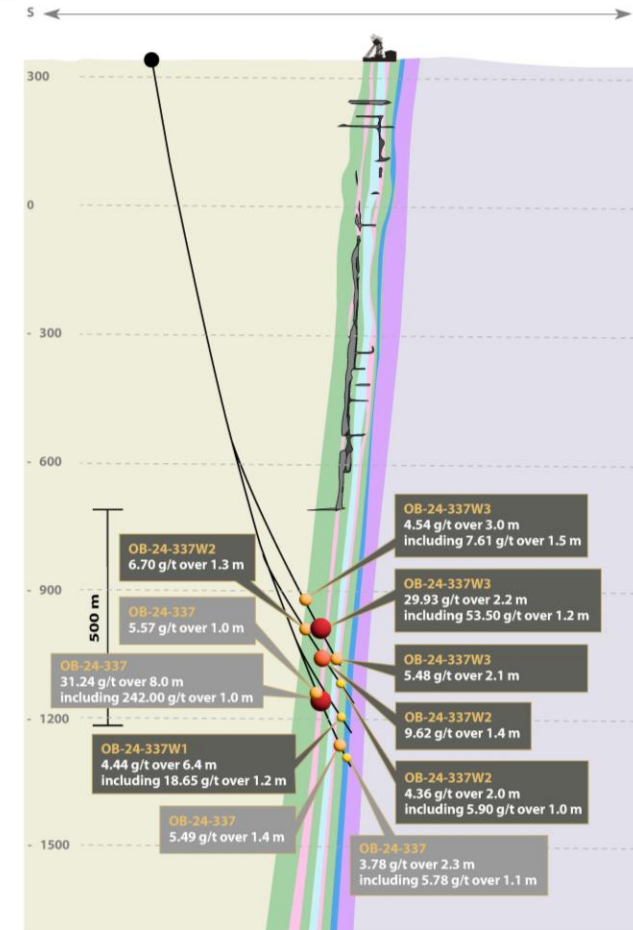 S
300
0
- 300
- 600
- 900
- 1200
- 1500
500 m
OB-24-337W3
4.54 g/t over 3.0 m
including 7.61 g/t over 1.5 m
OB-24-337W2
6.70 g/t over 1.3 m
OB-24-337W3
29.93 g/t over 2.2 m
including 53.50 g/t over 1.2 m
OB-24-337
5.57 g/t over 1.0 m
OB-24-337W3
5.48 g/t over 2.1 m
OB-24-337
31.24 g/t over 8.0 m
including 242.00 g/t over 1.0 m
OB-24-337W2
9.62 g/t over 1.4 m
OB-24-337W1
4.44 g/t over 6.4 m
including 18.65 g/t over 1.2 m
OB-24-337W2
4.36 g/t over 2.0 m
including 5.90 g/t over 1.0 m
OB-24-337
5.49 g/t over 1.4 m
OB-24-337
3.78 g/t over 2.3 m
including 5.78 g/t over 1.1 m